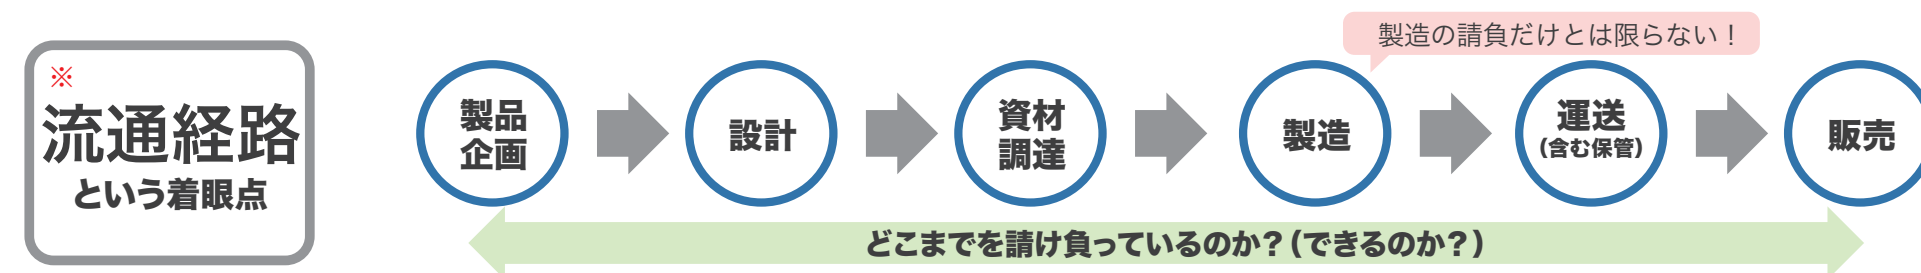 ※
流通経路
という着眼点
製造の請負だけとは限らない！
製品
企画
設計
資材
調達
製造
運送
（含む保管）
販売
どこまでを請け負っているのか？（できるのか？）